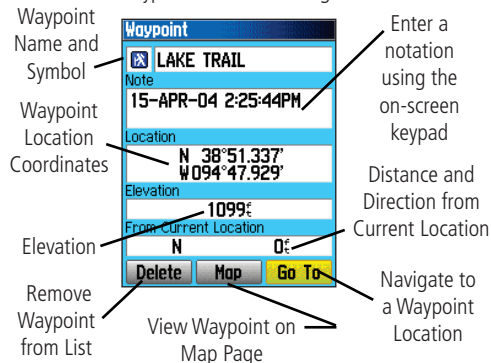 Waypoint
Name and
Symbol
Waypoint
LAKE TRAIL
Note
15-APR-04 2:25:44PM
Location
N 38°51.337'
W094°47.929'
Elevation
1099ft
From Current Location
N 0ft
Delete Map Go To
Enter a
notation
using the
on-screen
keypad
Waypoint
Location
Coordinates
Distance and
Direction from
Current Location
Elevation
Remove
Waypoint
from List
View Waypoint on
Map Page
Navigate to
a Waypoint
Location